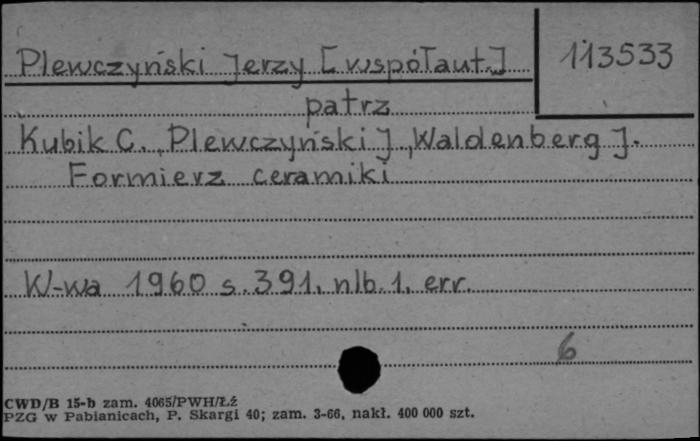 Plewczyński Jerzy [współaut.] 113533
patrz
Kubik C., Plewczyński J., Waldenberg J.
Formierz ceramiki
W-wa 1960 s. 391, nlb. 1, err.
6
CWD/B 15-b zam. 4065/PWH/Łź
PZG w Pabianicach, P. Skargi 40; zam. 3-66, nakł. 400 000 szt.